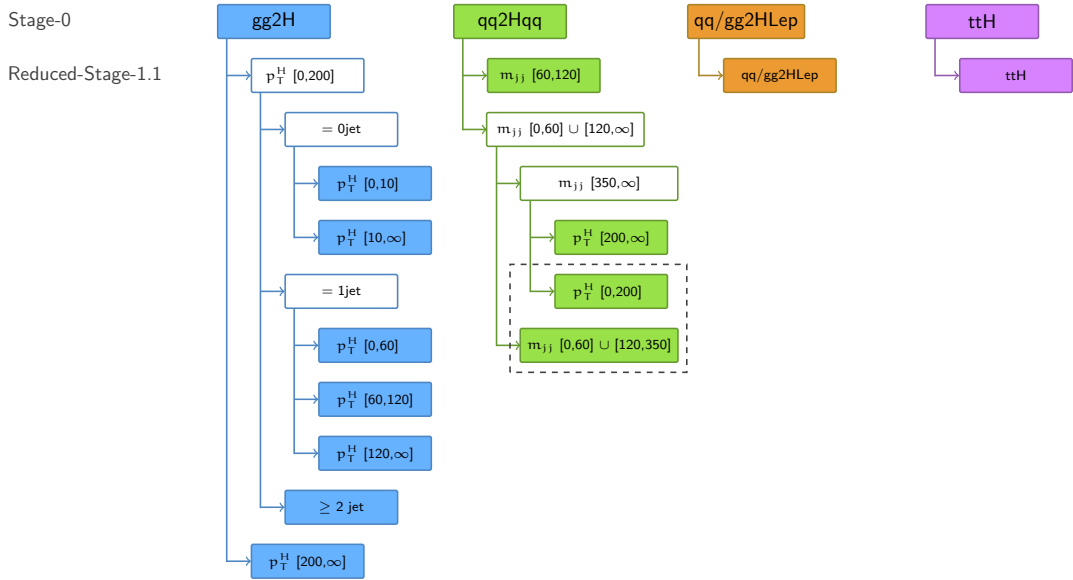 Stage-0
gg2H
qq2Hqq
qq/gg2HLep
ttH
Reduced-Stage-1.1
p_T^H [0,200]
m_jj [60,120]
qq/gg2HLep
ttH
= 0jet
m_jj [0,60] ∪ [120,∞]
p_T^H [0,10]
m_jj [350,∞]
p_T^H [10,∞]
p_T^H [200,∞]
= 1jet
p_T^H [0,200]
p_T^H [0,60]
m_jj [0,60] ∪ [120,350]
p_T^H [60,120]
p_T^H [120,∞]
≥ 2 jet
p_T^H [200,∞]